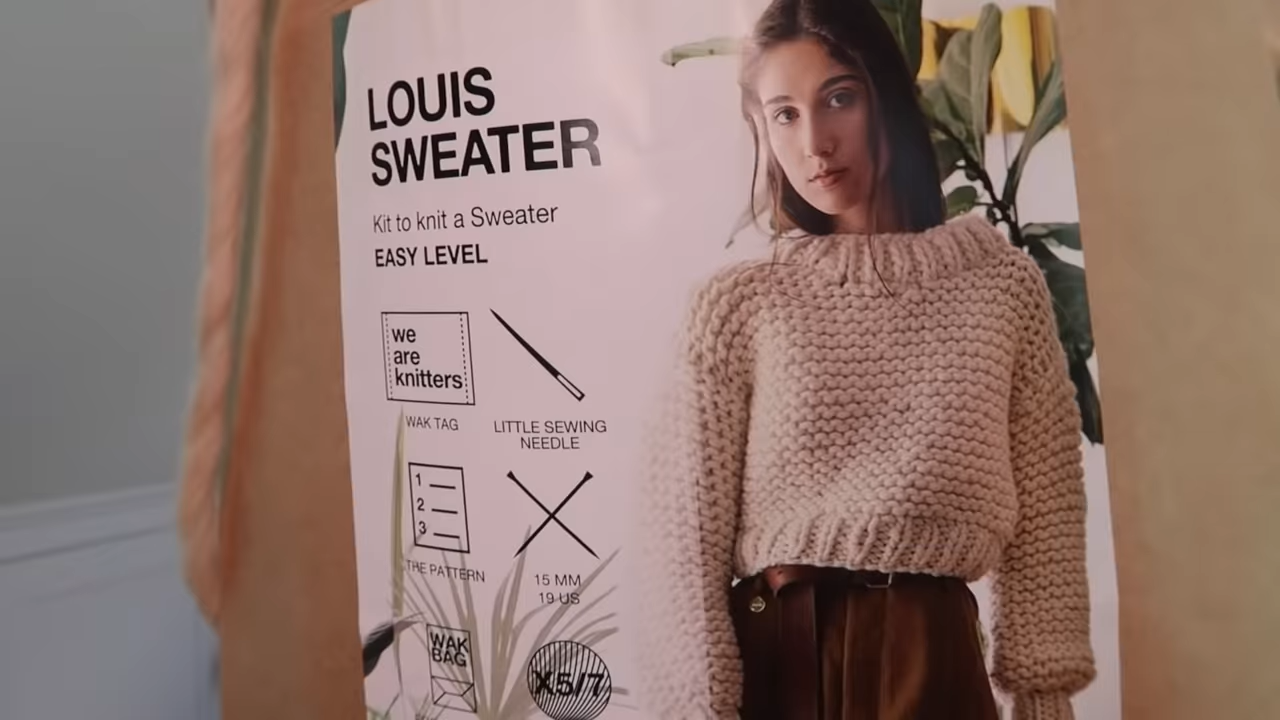 LOUIS
SWEATER
Kit to knit a Sweater
EASY LEVEL
we
are
knitters
WAK TAG
LITTLE SEWING
NEEDLE
1
2
3
THE PATTERN
15 MM
19 US
WAK
BAG
X5/7